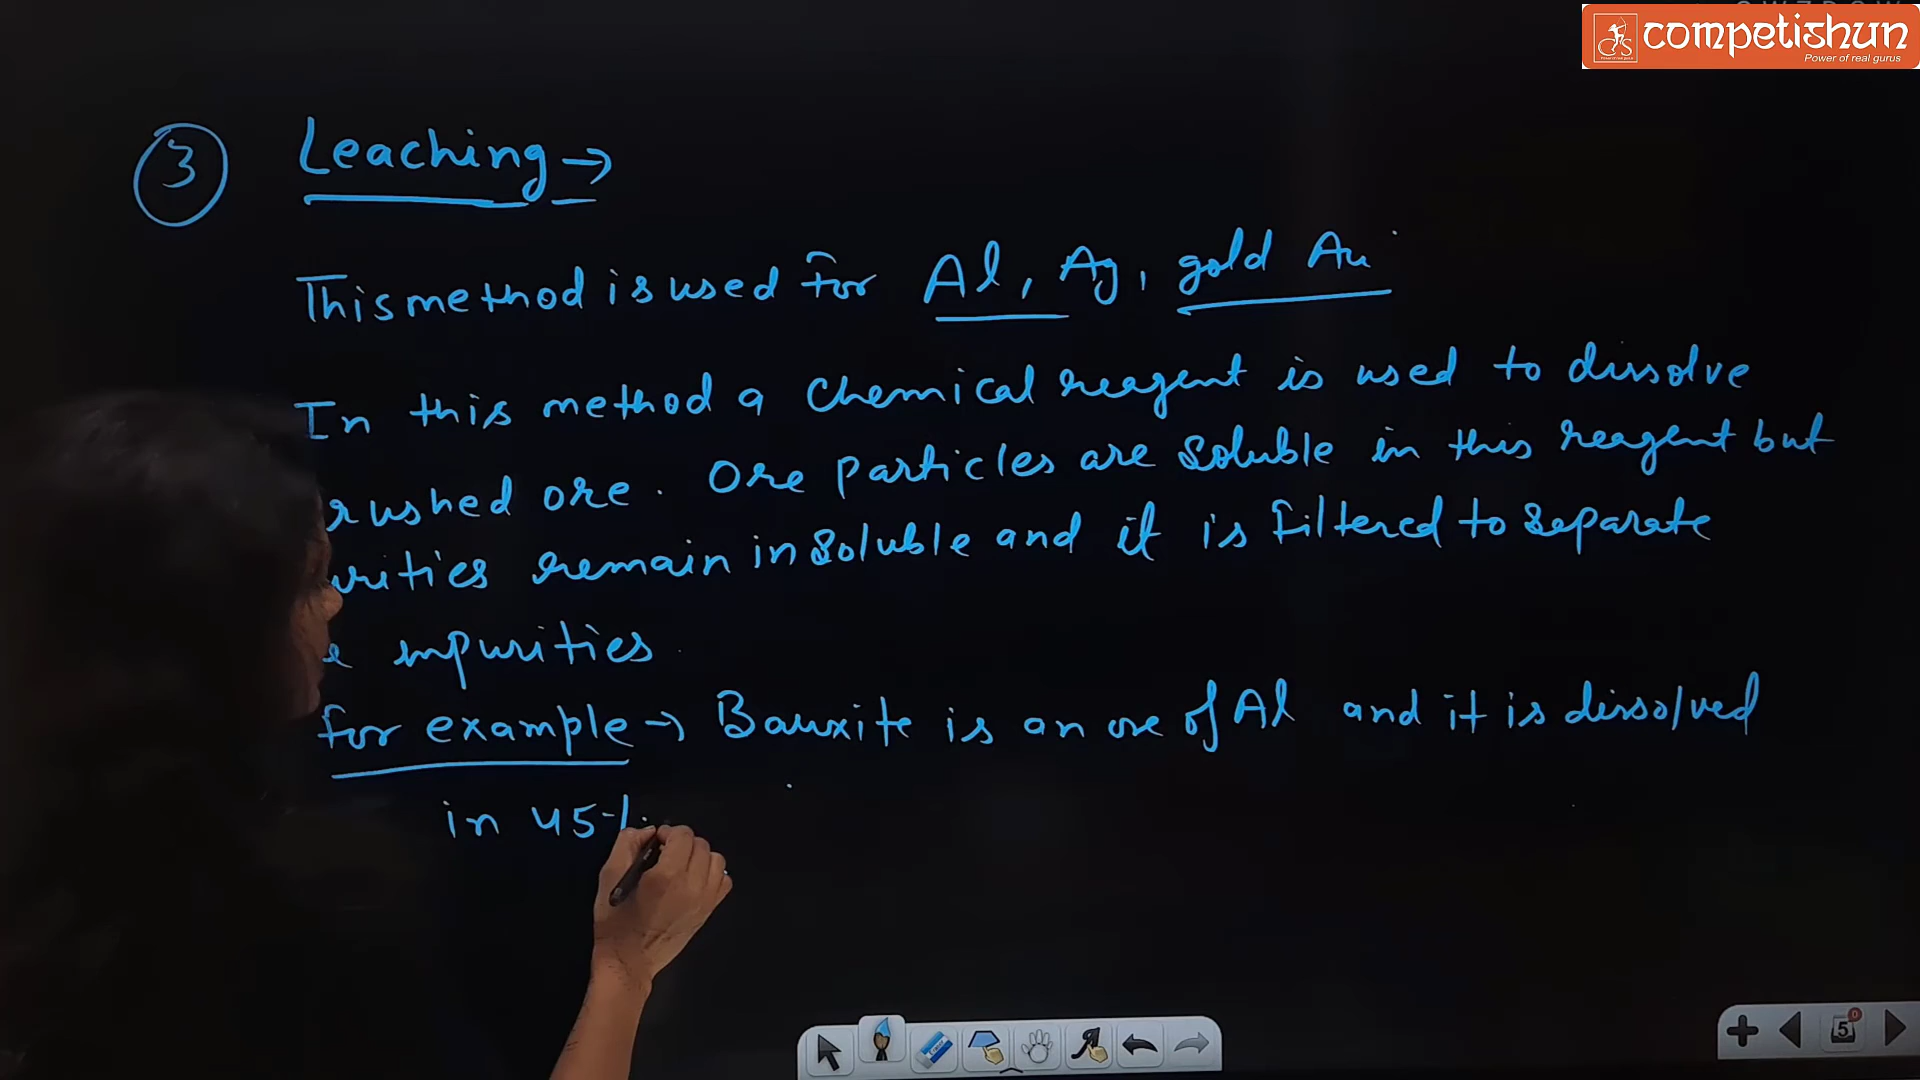 competishun
Power of real gurus
3 Leaching →
This method is used for Al, Ag, gold Au
In this method a chemical reagent is used to dissolve
rushed ore. Ore particles are soluble in this reagent but
urities remain insoluble and it is filtered to separate
e impurities.
for example → Bauxite is an ore of Al and it is dissolved
in 45%
5